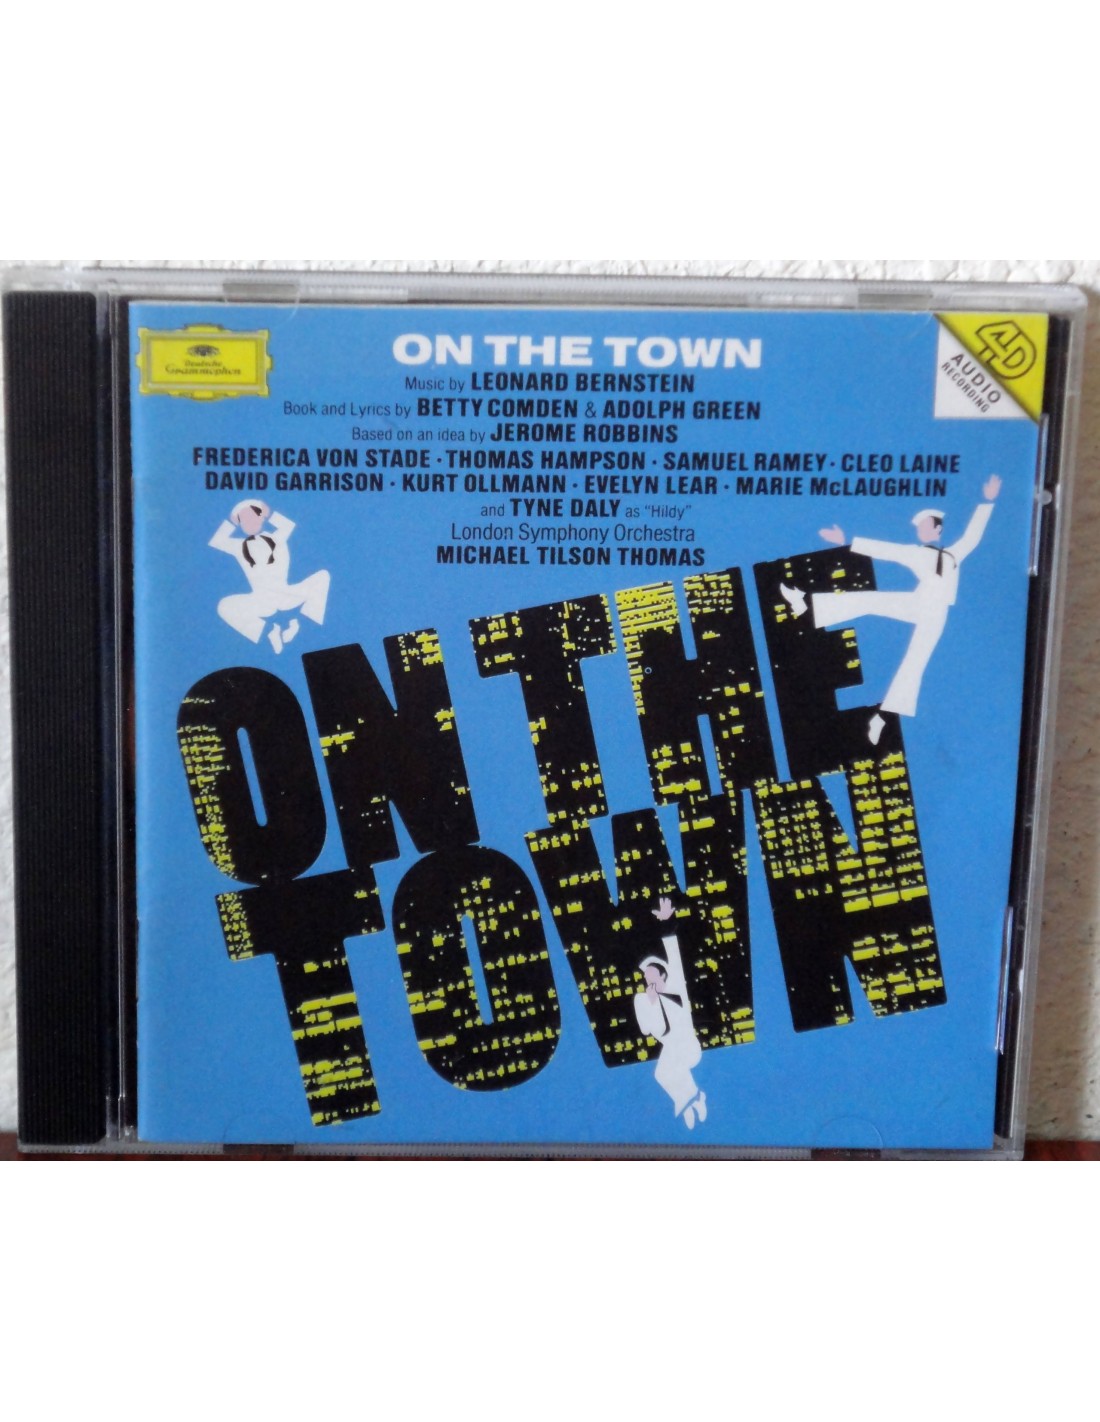 Deutsche
Grammophon
ON THE TOWN
4D
AUDIO
RECORDING
Music by LEONARD BERNSTEIN
Book and Lyrics by BETTY COMDEN & ADOLPH GREEN
Based on an idea by JEROME ROBBINS
FREDERICA VON STADE · THOMAS HAMPSON · SAMUEL RAMEY · CLEO LAINE
DAVID GARRISON · KURT OLLMANN · EVELYN LEAR · MARIE McLAUGHLIN
and TYNE DALY as "Hildy"
London Symphony Orchestra
MICHAEL TILSON THOMAS
ON THE
TOWN